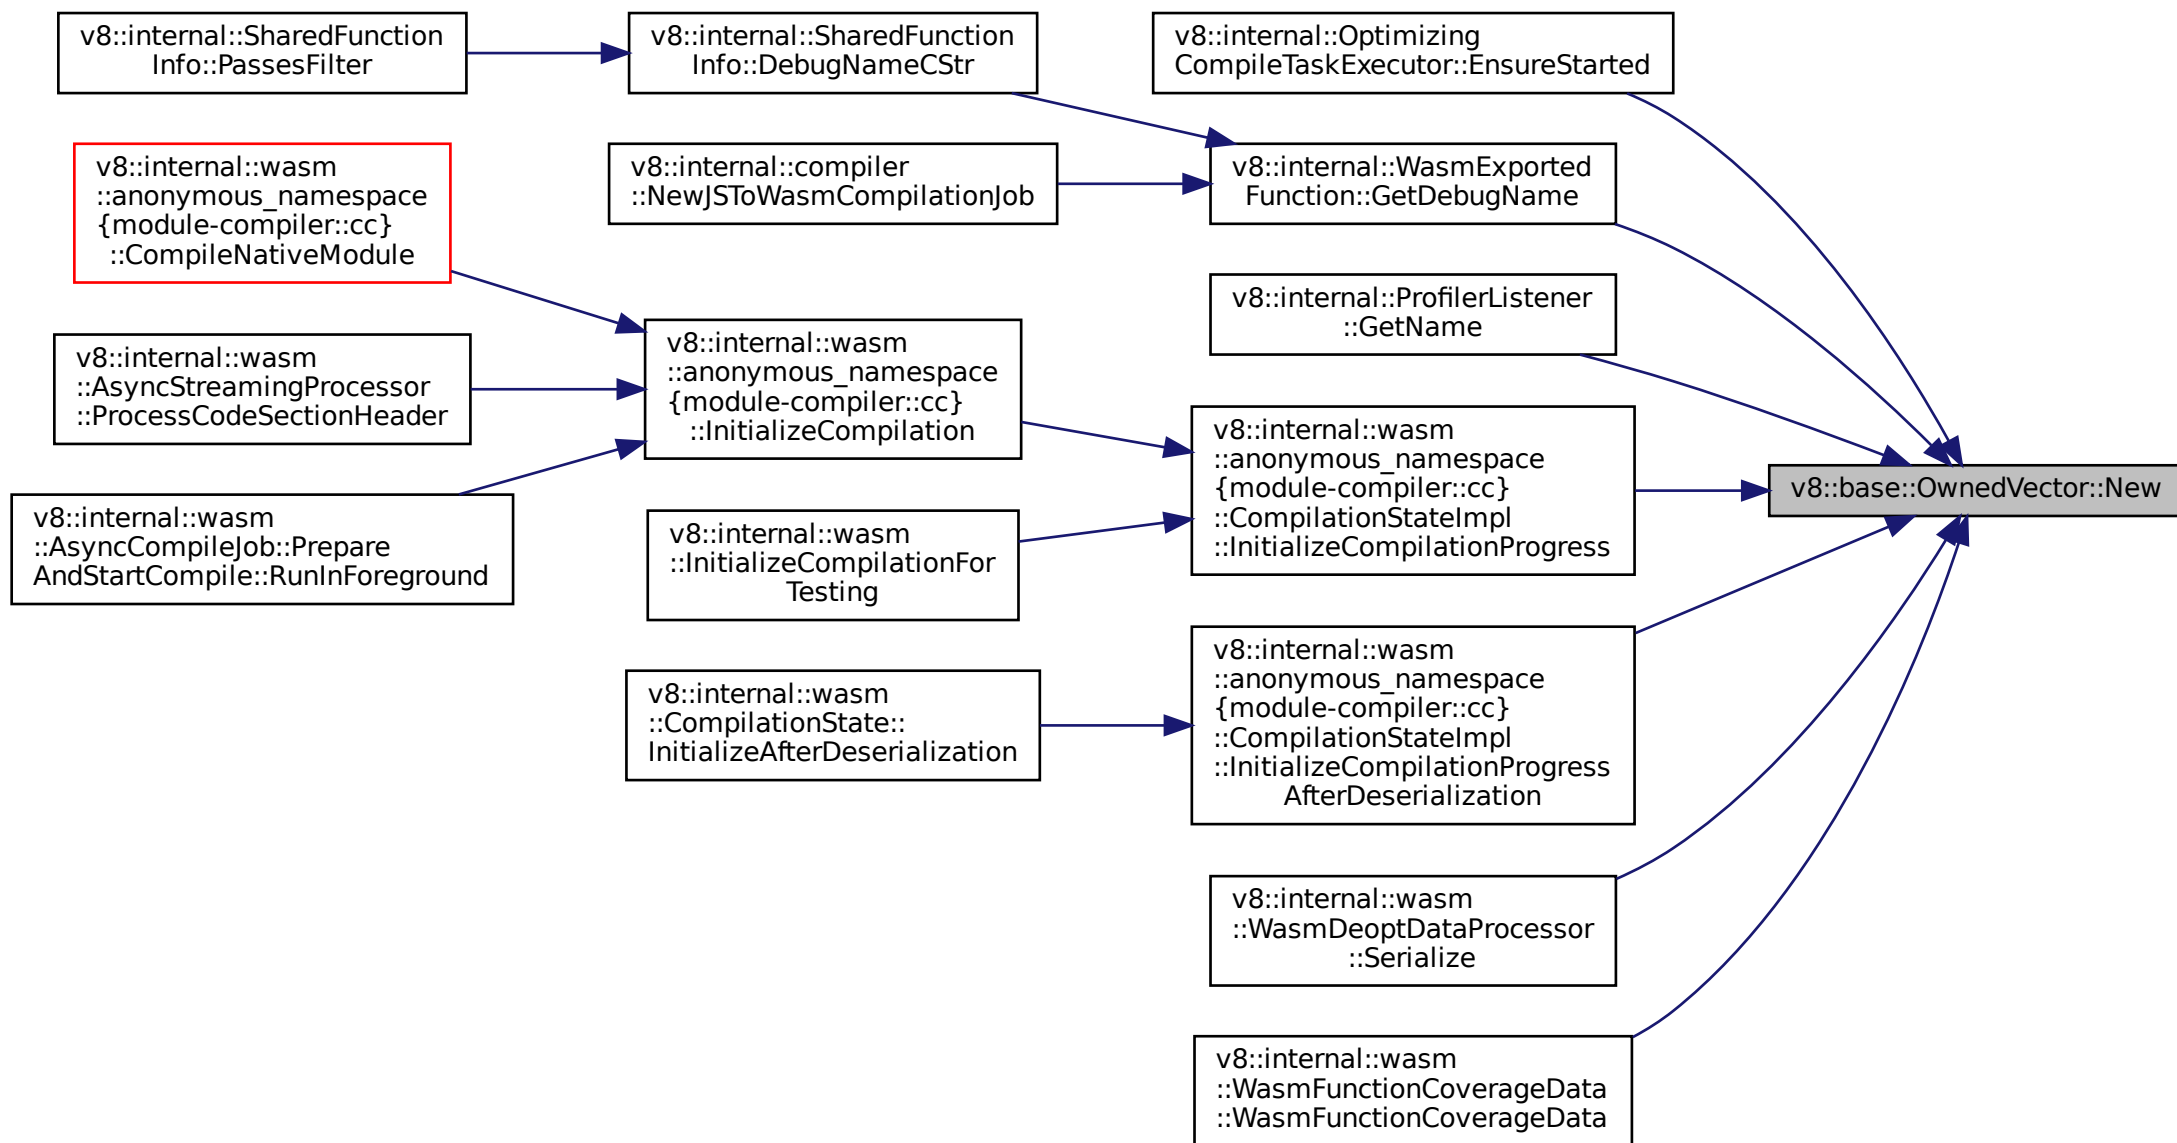 v8::internal::SharedFunction
Info::PassesFilter
v8::internal::SharedFunction
Info::DebugNameCStr
v8::internal::Optimizing
CompileTaskExecutor::EnsureStarted
v8::internal::wasm
::anonymous_namespace
{module-compiler::cc}
::CompileNativeModule
v8::internal::compiler
::NewJSToWasmCompilationJob
v8::internal::WasmExported
Function::GetDebugName
v8::internal::ProfilerListener
::GetName
v8::internal::wasm
::AsyncStreamingProcessor
::ProcessCodeSectionHeader
v8::internal::wasm
::anonymous_namespace
{module-compiler::cc}
::InitializeCompilation
v8::internal::wasm
::anonymous_namespace
{module-compiler::cc}
::CompilationStateImpl
::InitializeCompilationProgress
v8::base::OwnedVector::New
v8::internal::wasm
::AsyncCompileJob::Prepare
AndStartCompile::RunInForeground
v8::internal::wasm
::InitializeCompilationFor
Testing
v8::internal::wasm
::CompilationState::
InitializeAfterDeserialization
v8::internal::wasm
::anonymous_namespace
{module-compiler::cc}
::CompilationStateImpl
::InitializeCompilationProgress
AfterDeserialization
v8::internal::wasm
::WasmDeoptDataProcessor
::Serialize
v8::internal::wasm
::WasmFunctionCoverageData
::WasmFunctionCoverageData